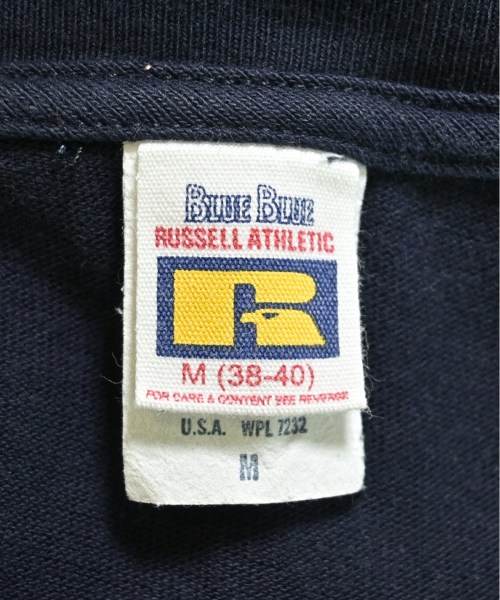 BLUE BLUE
RUSSELL ATHLETIC
R
M (38-40)
FOR CARE & CONTENT SEE REVERSE
U.S.A. WPL 7232
M